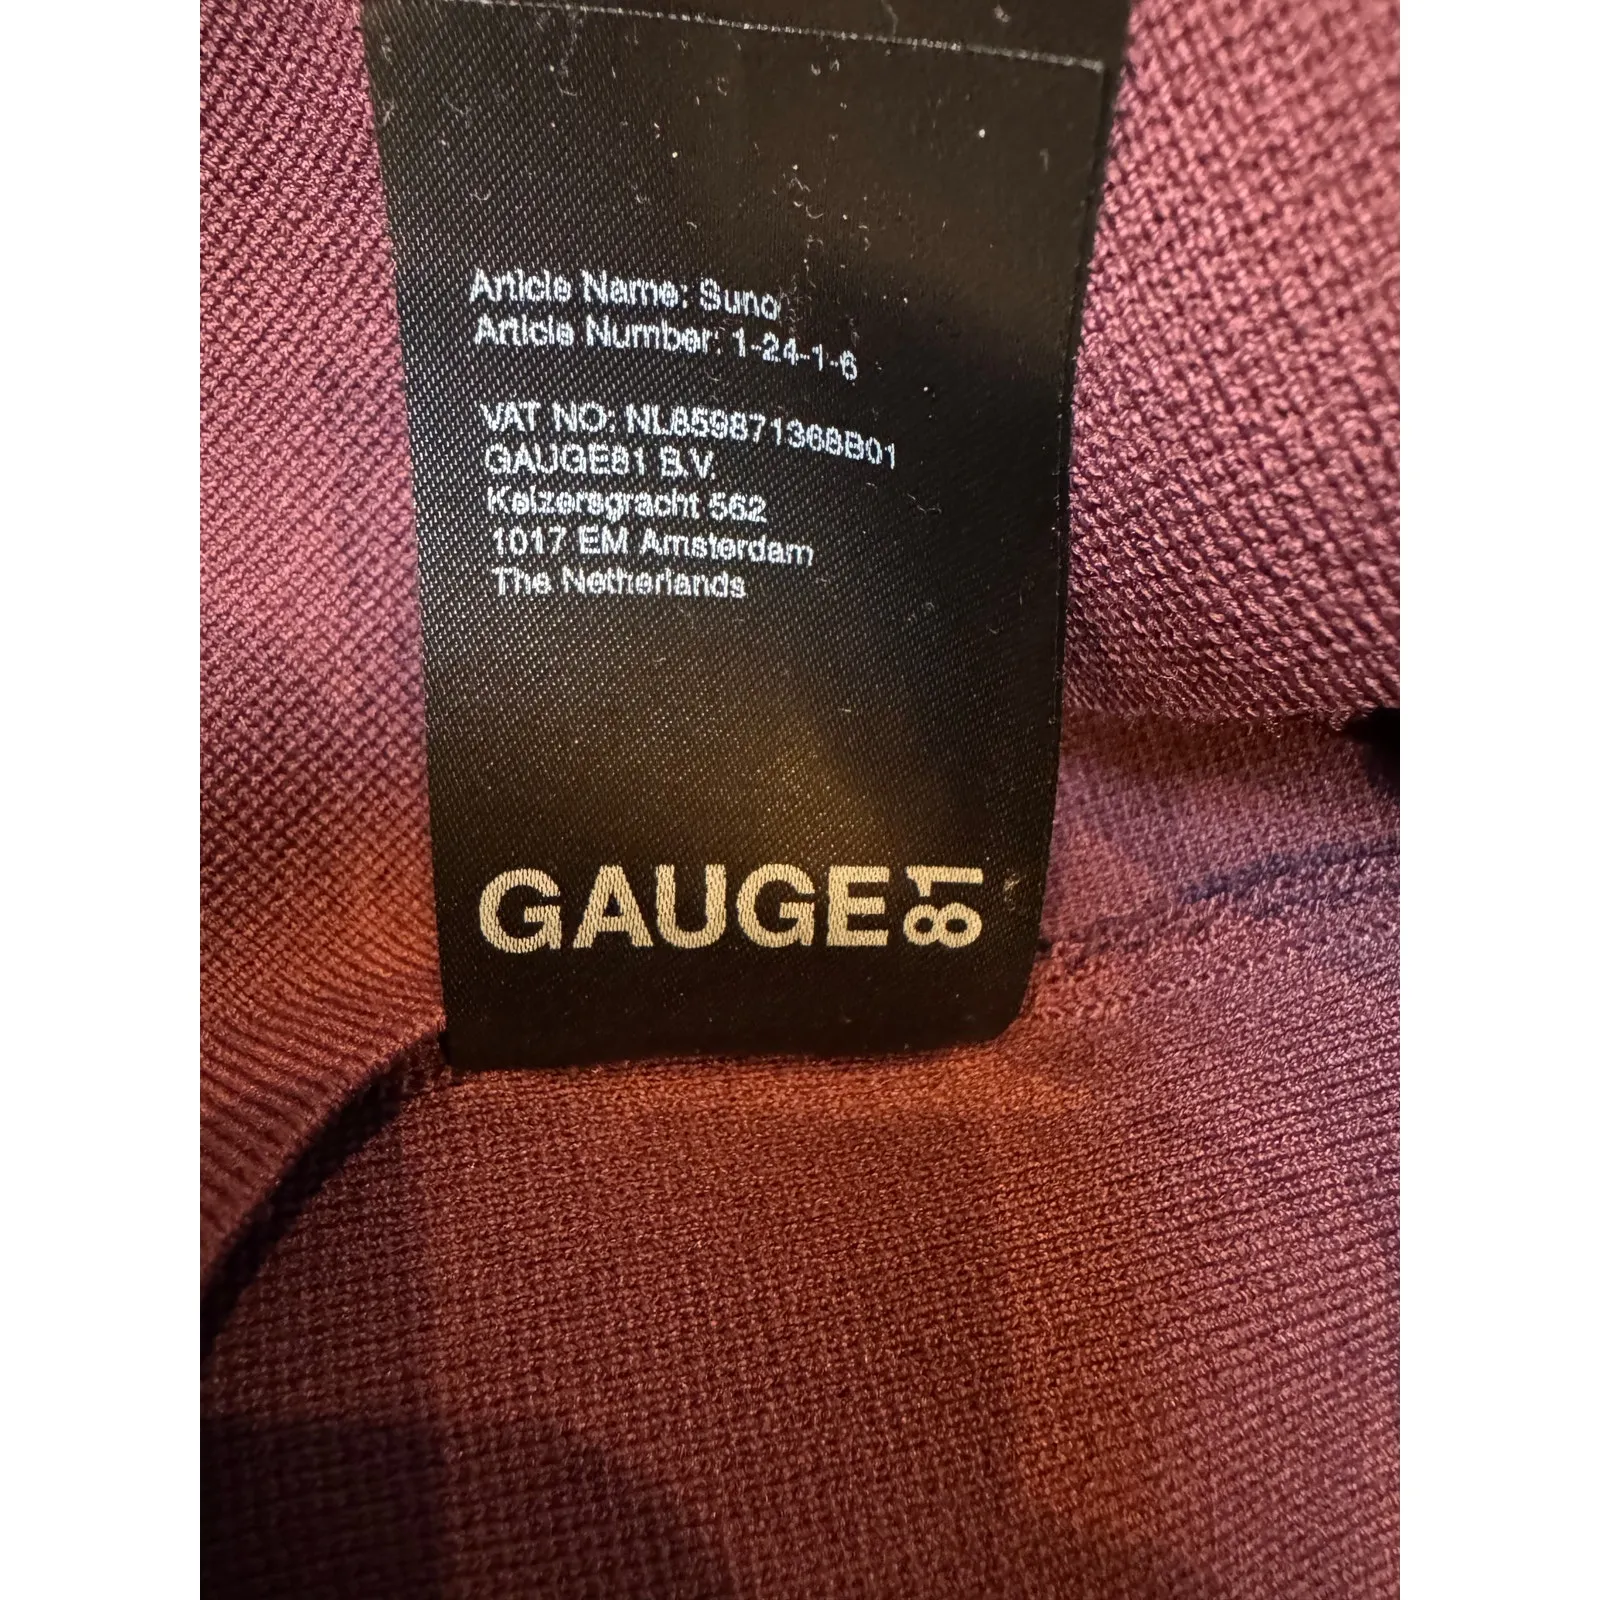 Article Name: Suno
Article Number: 1-24-1-6
VAT NO: NL859871368B01
GAUGE81 B.V.
Keizersgracht 562
1017 EM Amsterdam
The Netherlands
GAUGE81